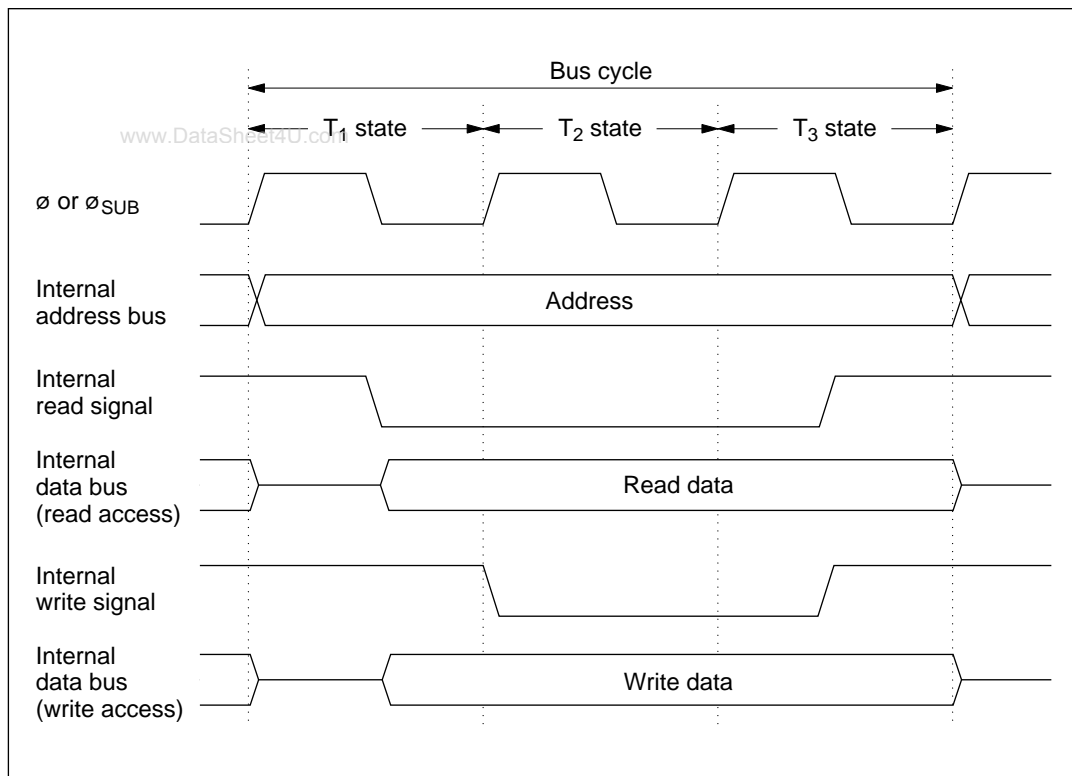 Bus cycle
www.DataSheet4U.com
T1 state
T2 state
T3 state
ø or øSUB
Internal
address bus
Address
Internal
read signal
Internal
data bus
(read access)
Read data
Internal
write signal
Internal
data bus
(write access)
Write data